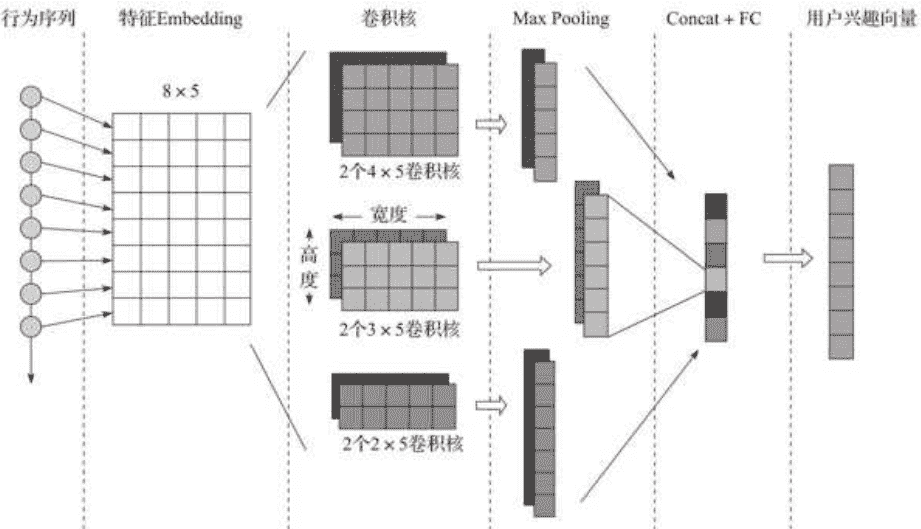 行为序列
特征Embedding
卷积核
Max Pooling
Concat + FC
用户兴趣向量
8 × 5
2个4 × 5卷积核
宽度
高度
2个3 × 5卷积核
2个2 × 5卷积核